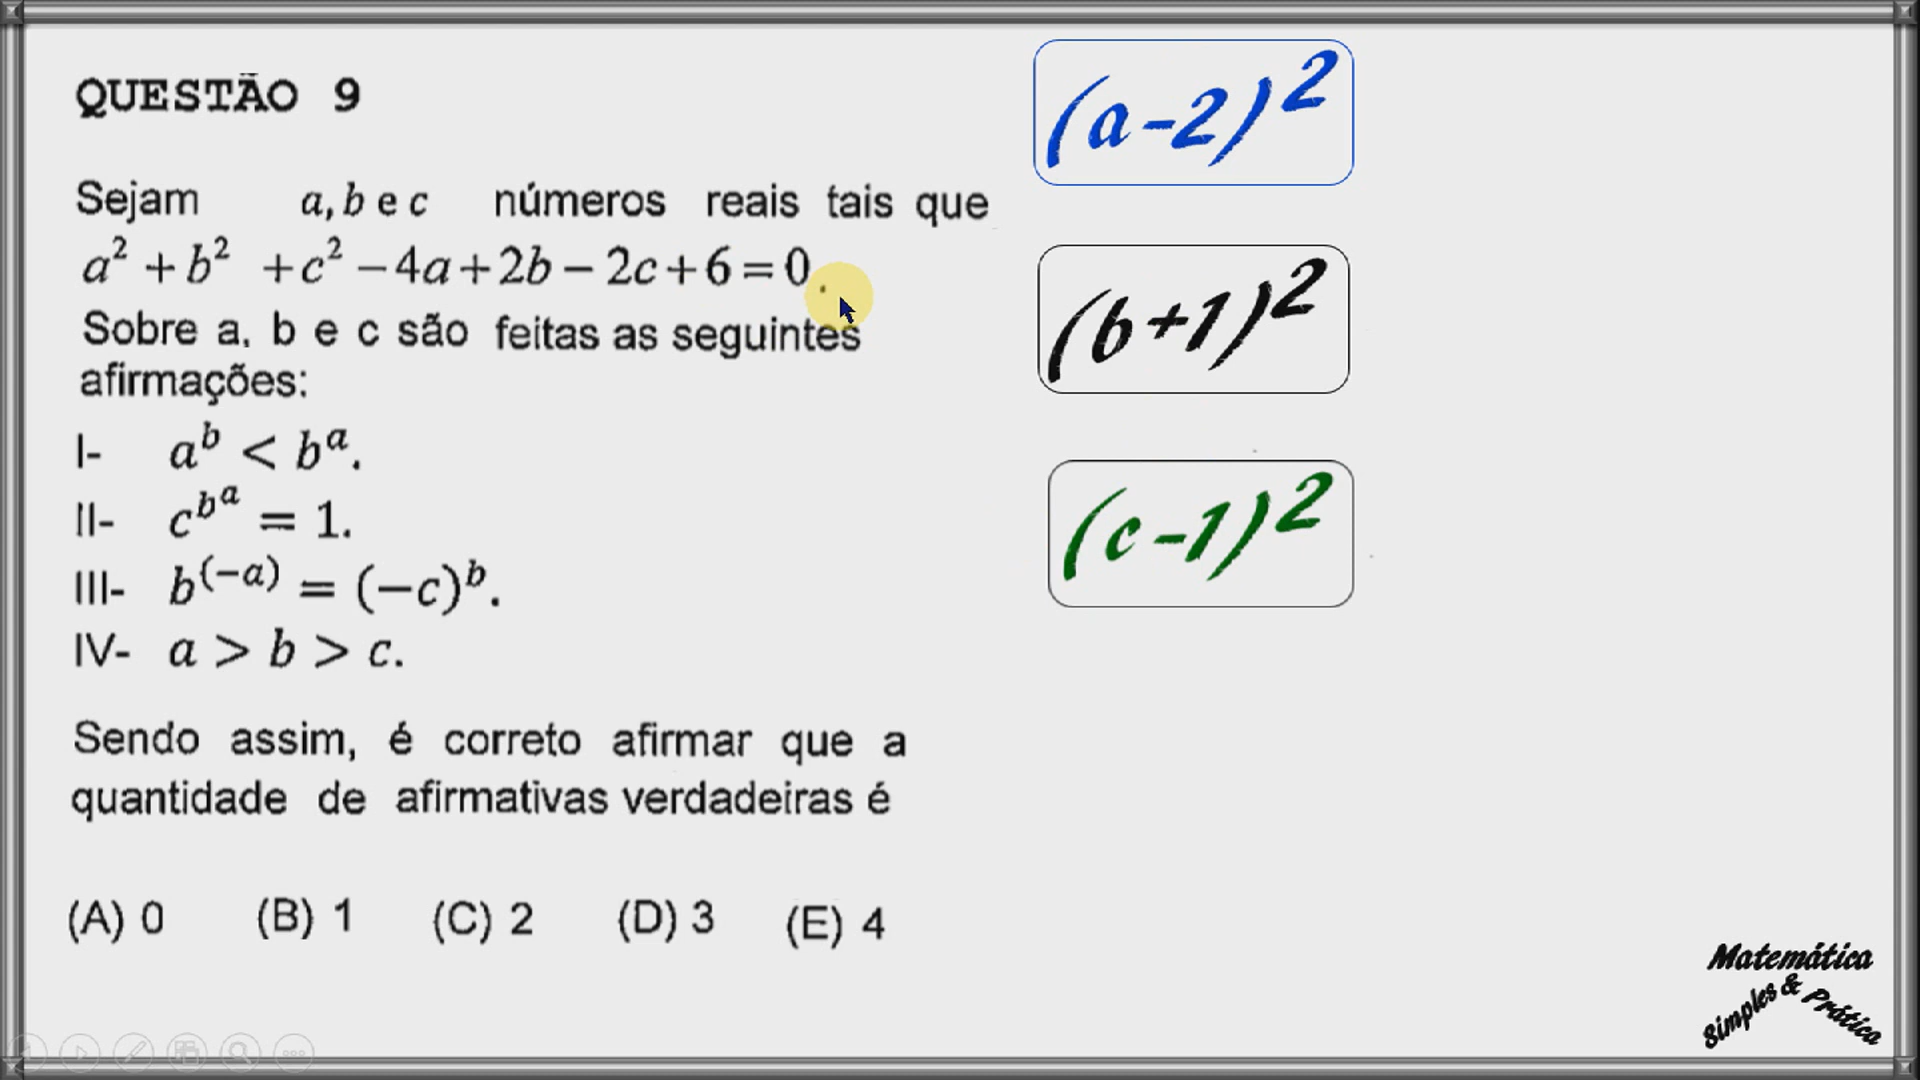 QUESTÃO 9
Sejam a, b e c números reais tais que
a² + b² + c² − 4a + 2b − 2c + 6 = 0.
Sobre a, b e c são feitas as seguintes
afirmações:
I- a^b < b^a.
II- c^{b^a} = 1.
III- b^{(−a)} = (−c)^b.
IV- a > b > c.
Sendo assim, é correto afirmar que a
quantidade de afirmativas verdadeiras é
(A) 0 (B) 1 (C) 2 (D) 3 (E) 4
(a-2)²
(b+1)²
(c-1)²
Matemática
Simples & Prática